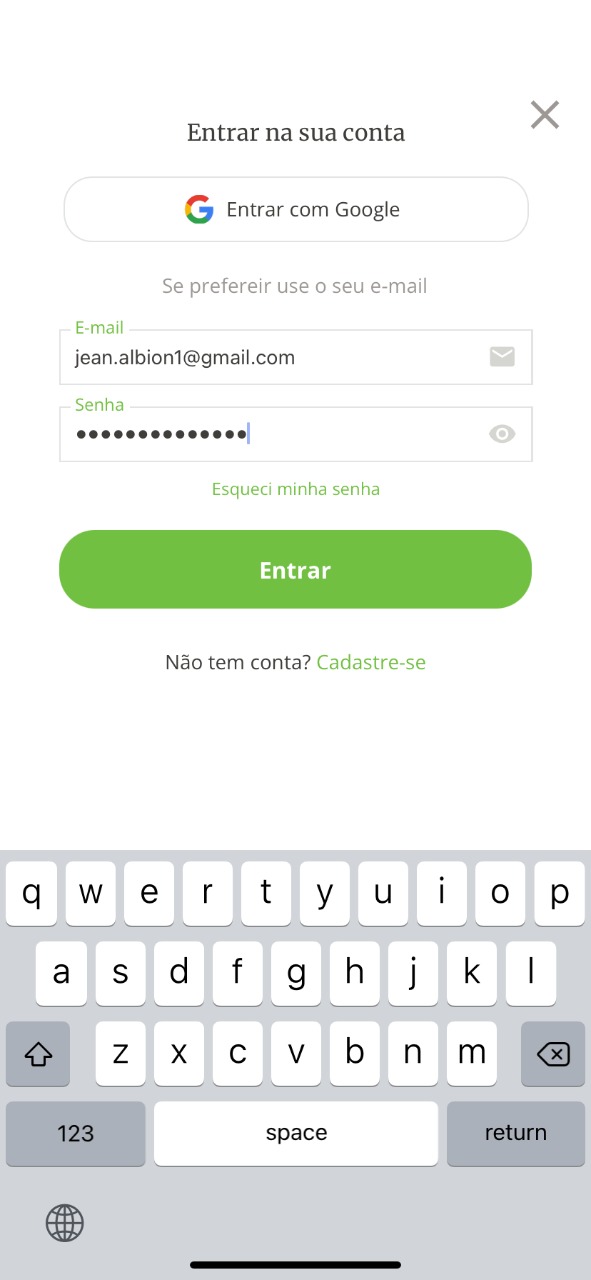 Entrar na sua conta
Entrar com Google
Se prefereir use o seu e-mail
E-mail
jean.albion1@gmail.com
Senha
••••••••••••••
Esqueci minha senha
Entrar
Não tem conta? Cadastre-se
q w e r t y u i o p
a s d f g h j k l
z x c v b n m
123 space return